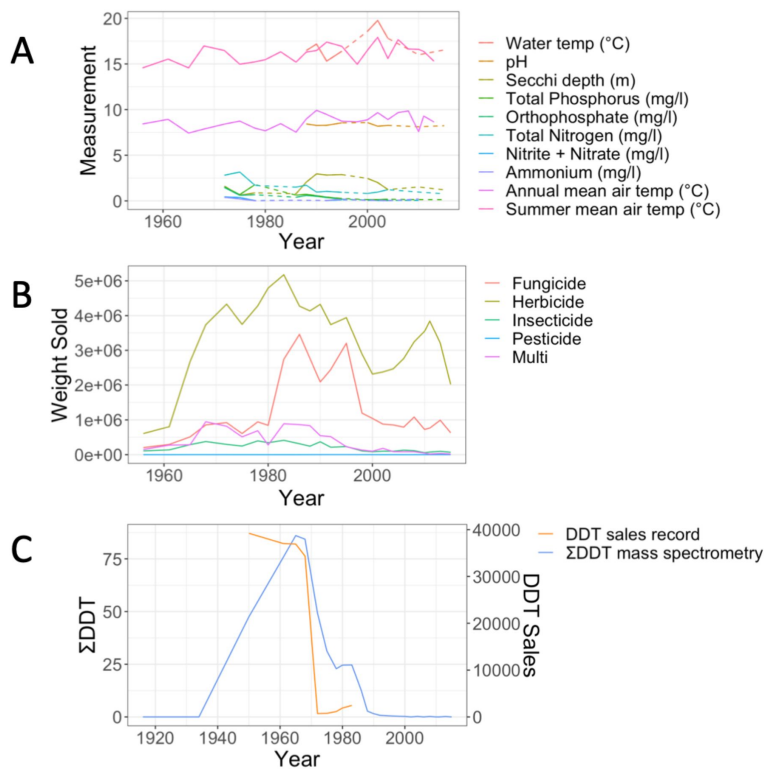 A
Measurement
20
15
10
5
0
1960
1980
2000
Year
Water temp (°C)
pH
Secchi depth (m)
Total Phosphorus (mg/l)
Orthophosphate (mg/l)
Total Nitrogen (mg/l)
Nitrite + Nitrate (mg/l)
Ammonium (mg/l)
Annual mean air temp (°C)
Summer mean air temp (°C)
B
Weight Sold
5e+06
4e+06
3e+06
2e+06
1e+06
0e+00
1960
1980
2000
Year
Fungicide
Herbicide
Insecticide
Pesticide
Multi
C
ΣDDT
75
50
25
0
1920
1940
1960
1980
2000
Year
40000
30000
20000
10000
0
DDT Sales
DDT sales record
ΣDDT mass spectrometry